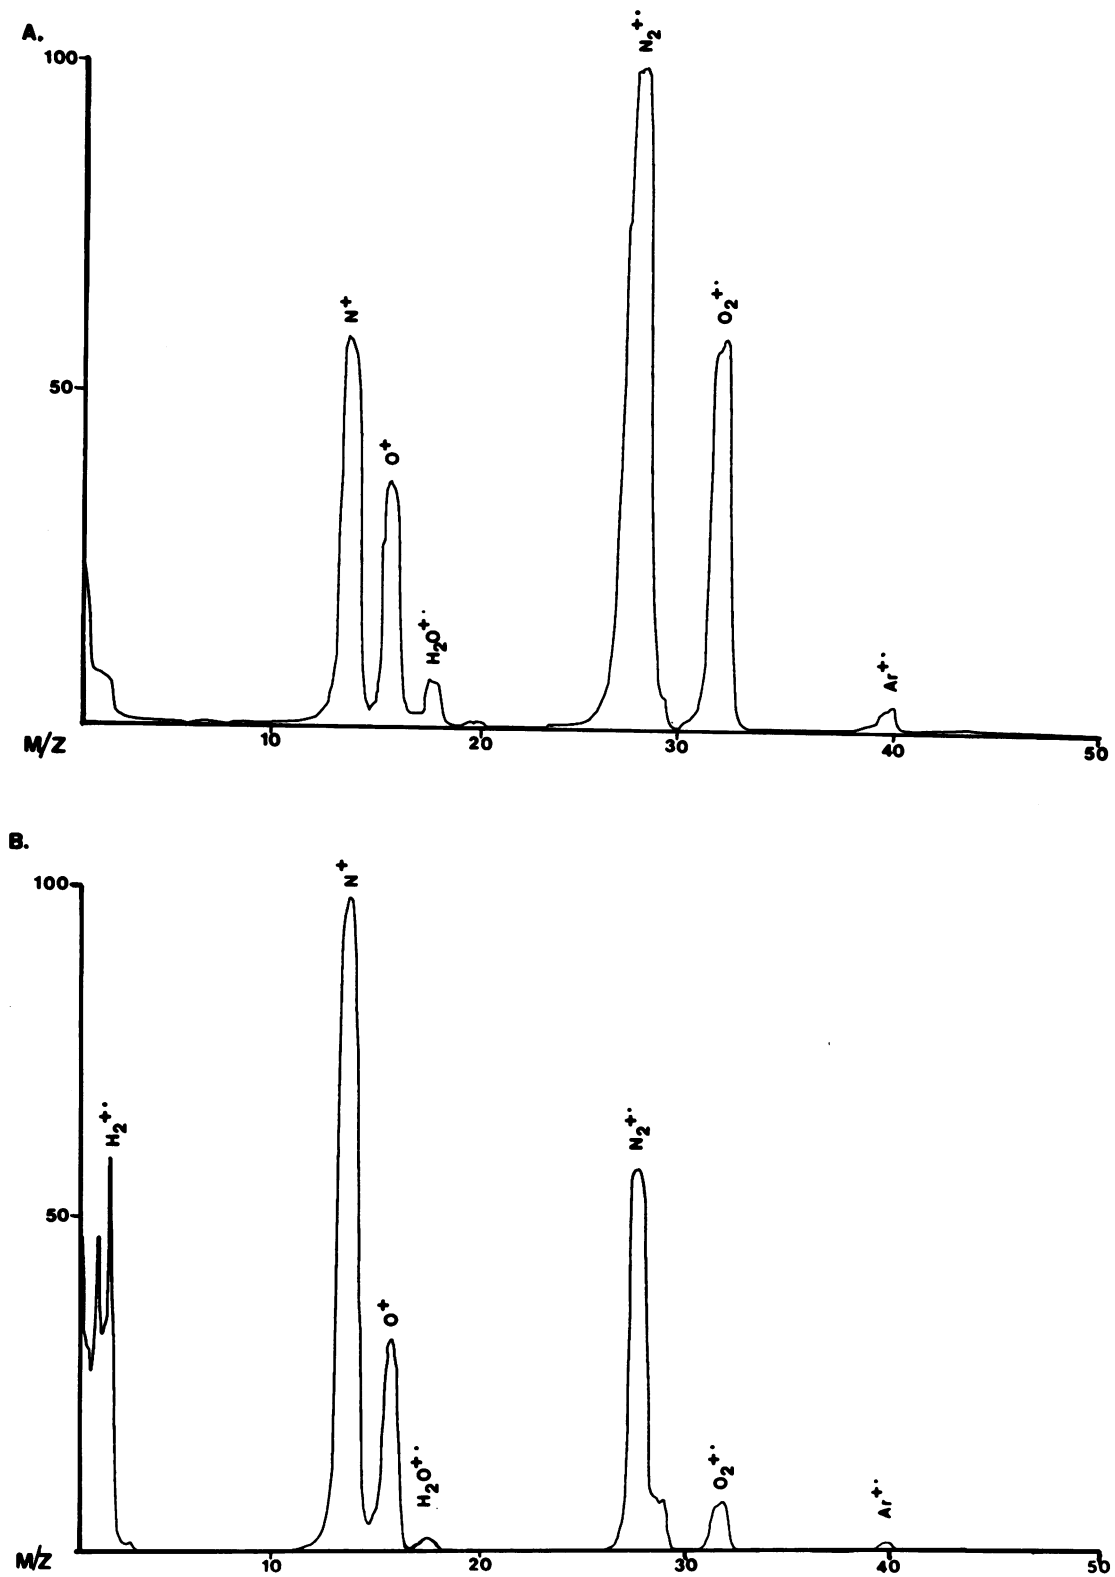 A.
N₂⁺·
100
N⁺
O₂⁺·
50
O⁺
H₂O⁺·
Ar⁺·
M/Z 10 20 30 40 50
B.
N⁺
100
H₂⁺·
N₂⁺·
50
O⁺
H₂O⁺·
O₂⁺·
Ar⁺·
M/Z 10 20 30 40 50